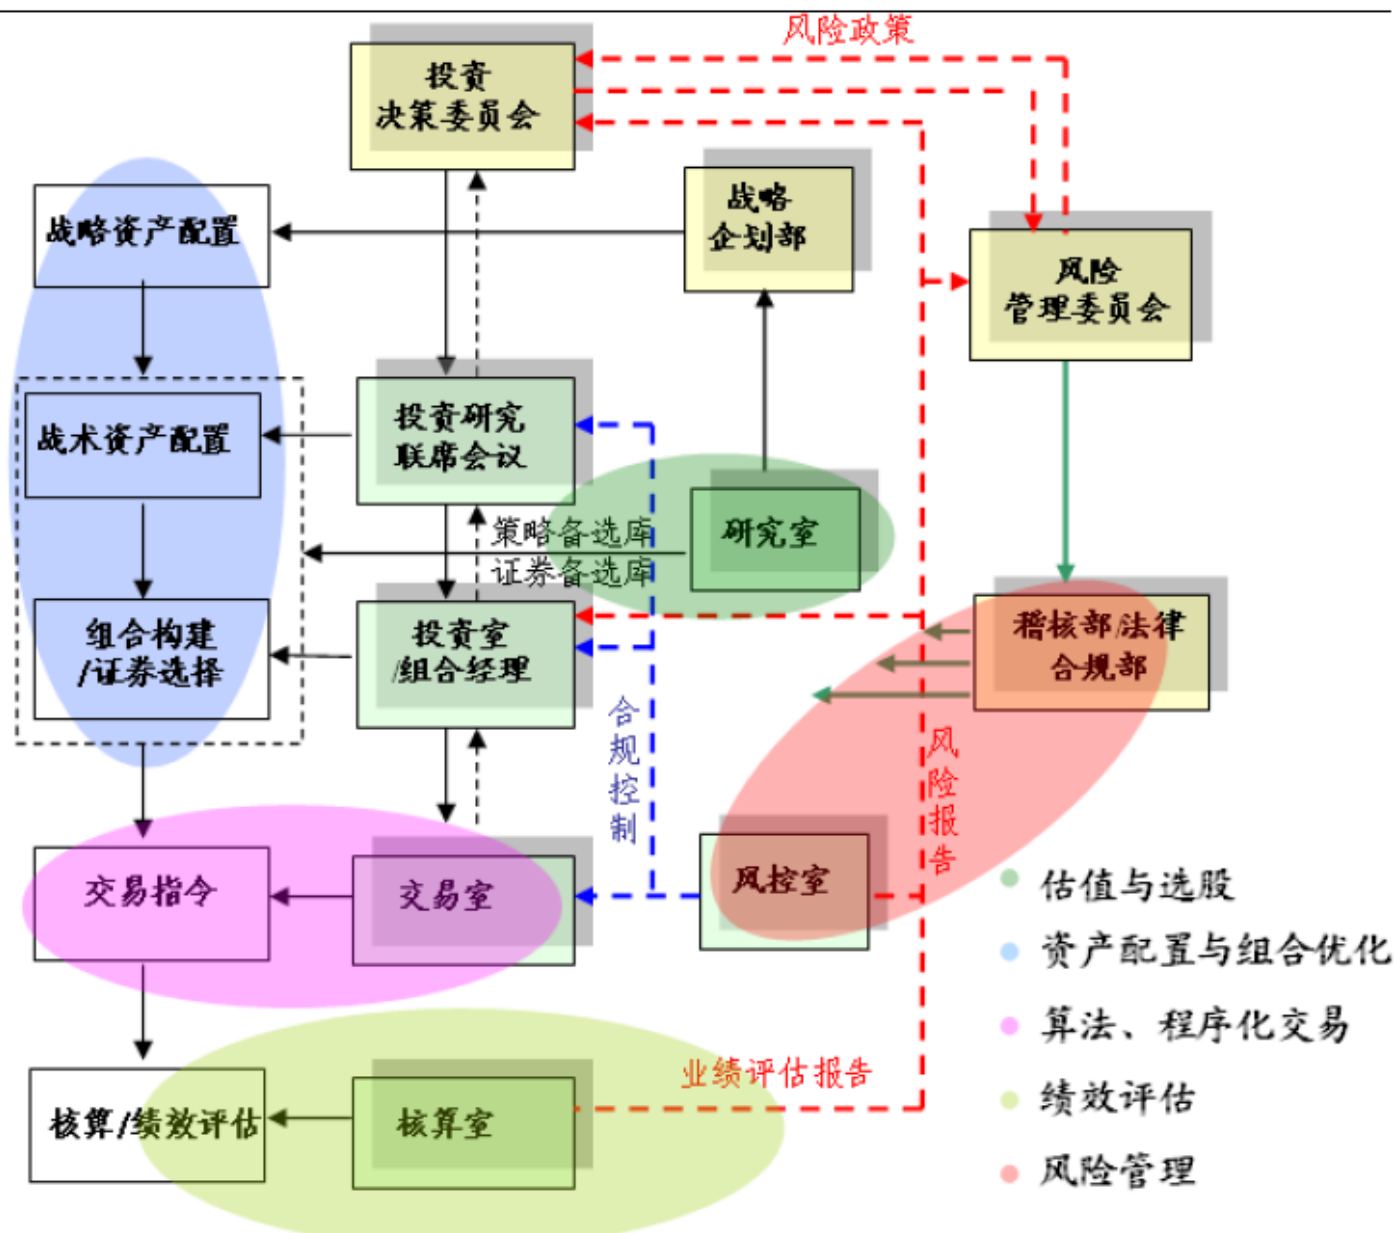 风险政策
投资
决策委员会
战略
企划部
战略资产配置
风险
管理委员会
投资研究
联席会议
战术资产配置
策略备选库
证券备选库
研究室
组合构建
/证券选择
投资室
/组合经理
稽核部/法律
合规部
合规控制
风险报告
交易指令
交易室
风控室
估值与选股
资产配置与组合优化
算法、程序化交易
业绩评估报告
核算/绩效评估
核算室
绩效评估
风险管理